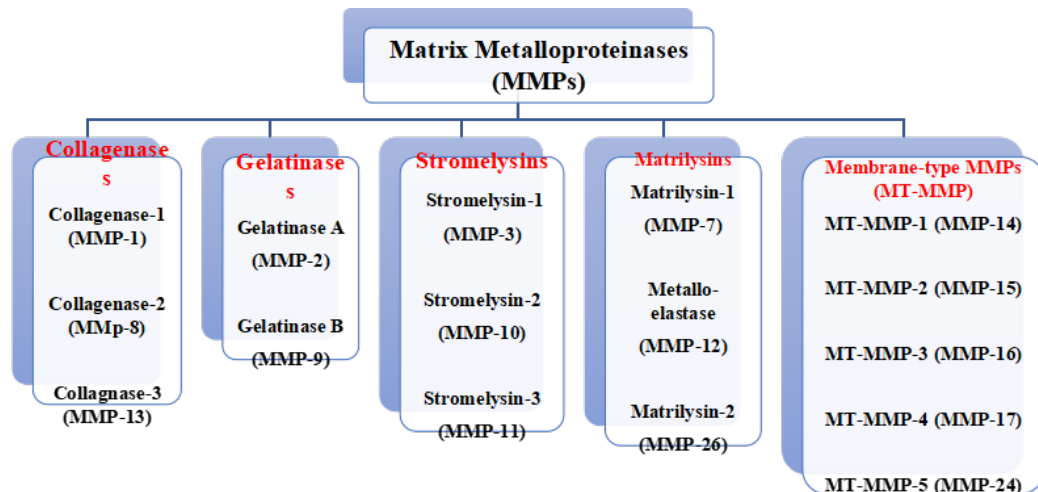 Matrix Metalloproteinases
(MMPs)
Collagenase
s
Collagenase-1
(MMP-1)
Collagenase-2
(MMp-8)
Collagnase-3
(MMP-13)
Gelatinase
s
Gelatinase A
(MMP-2)
Gelatinase B
(MMP-9)
Stromelysins
Stromelysin-1
(MMP-3)
Stromelysin-2
(MMP-10)
Stromelysin-3
(MMP-11)
Matrilysins
Matrilysin-1
(MMP-7)
Metallo-
elastase
(MMP-12)
Matrilysin-2
(MMP-26)
Membrane-type MMPs
(MT-MMP)
MT-MMP-1 (MMP-14)
MT-MMP-2 (MMP-15)
MT-MMP-3 (MMP-16)
MT-MMP-4 (MMP-17)
MT-MMP-5 (MMP-24)